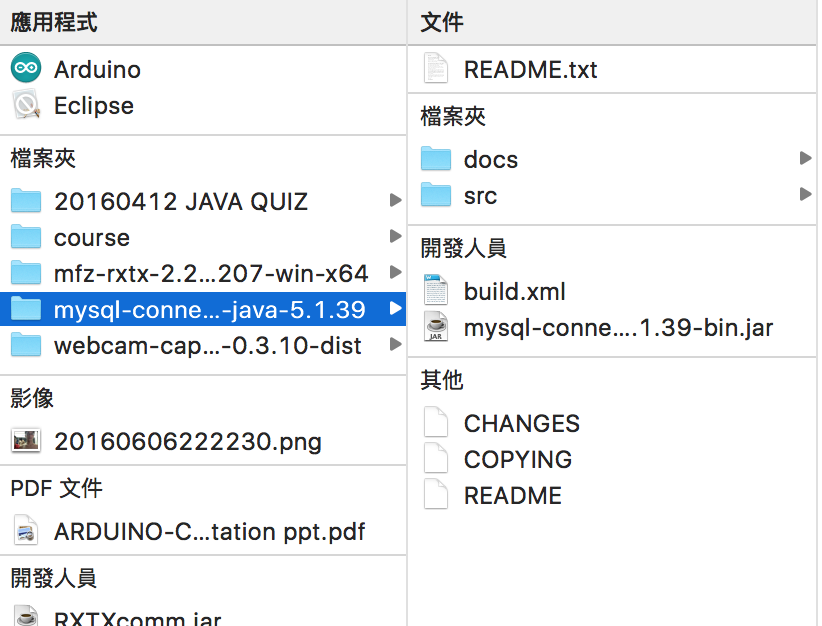 應用程式
Arduino
Eclipse
檔案夾
20160412 JAVA QUIZ
course
mfz-rxtx-2.2...207-win-x64
mysql-conne...-java-5.1.39
webcam-cap...-0.3.10-dist
影像
20160606222230.png
PDF 文件
ARDUINO-C...tation ppt.pdf
開發人員
RXTXcomm.jar
文件
README.txt
檔案夾
docs
src
開發人員
build.xml
mysql-conne....1.39-bin.jar
其他
CHANGES
COPYING
README